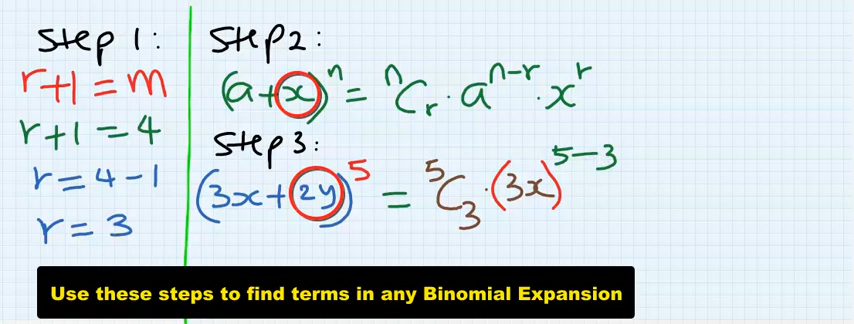 Step 1:
r+1 = m
r+1 = 4
r = 4 - 1
r = 3
Step 2:
(a+x)ⁿ = ⁿCᵣ · aⁿ⁻ʳ · xʳ
Step 3:
(3x+2y)⁵ = ⁵C₃ · (3x)⁵⁻³
Use these steps to find terms in any Binomial Expansion